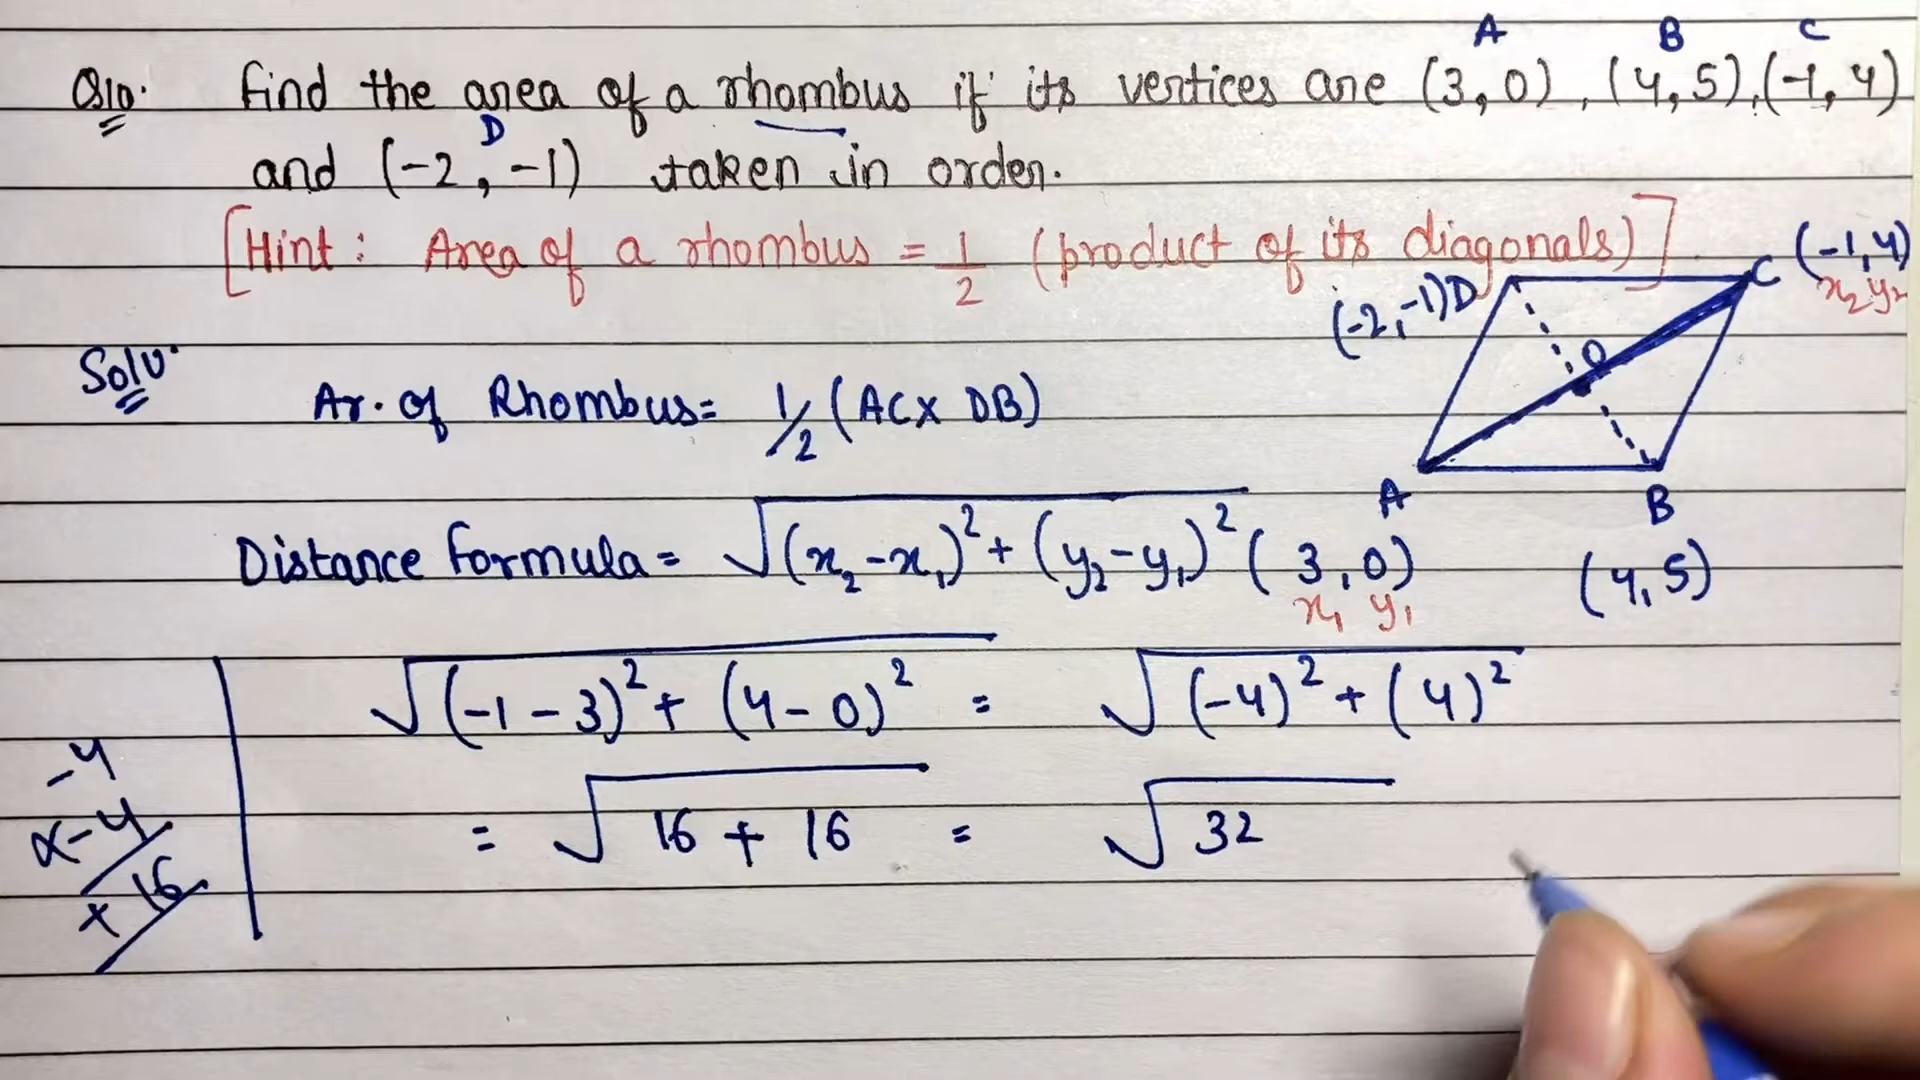 A B C
Q10. Find the area of a rhombus if its vertices are (3, 0), (4, 5), (-1, 4)
D
and (-2, -1) taken in order.
[Hint: Area of a rhombus = 1/2 (product of its diagonals)]
C (-1, 4)
x₂ y₂
(-2, -1) D
O
Solu.
Ar. of Rhombus = 1/2 (AC x DB)
A B
Distance Formula = √(x₂-x₁)²+(y₂-y₁)² (3, 0) (4, 5)
x₁ y₁
√(-1-3)²+(4-0)² = √(-4)²+(4)²
= √16+16 = √32
-4
x-4
+16